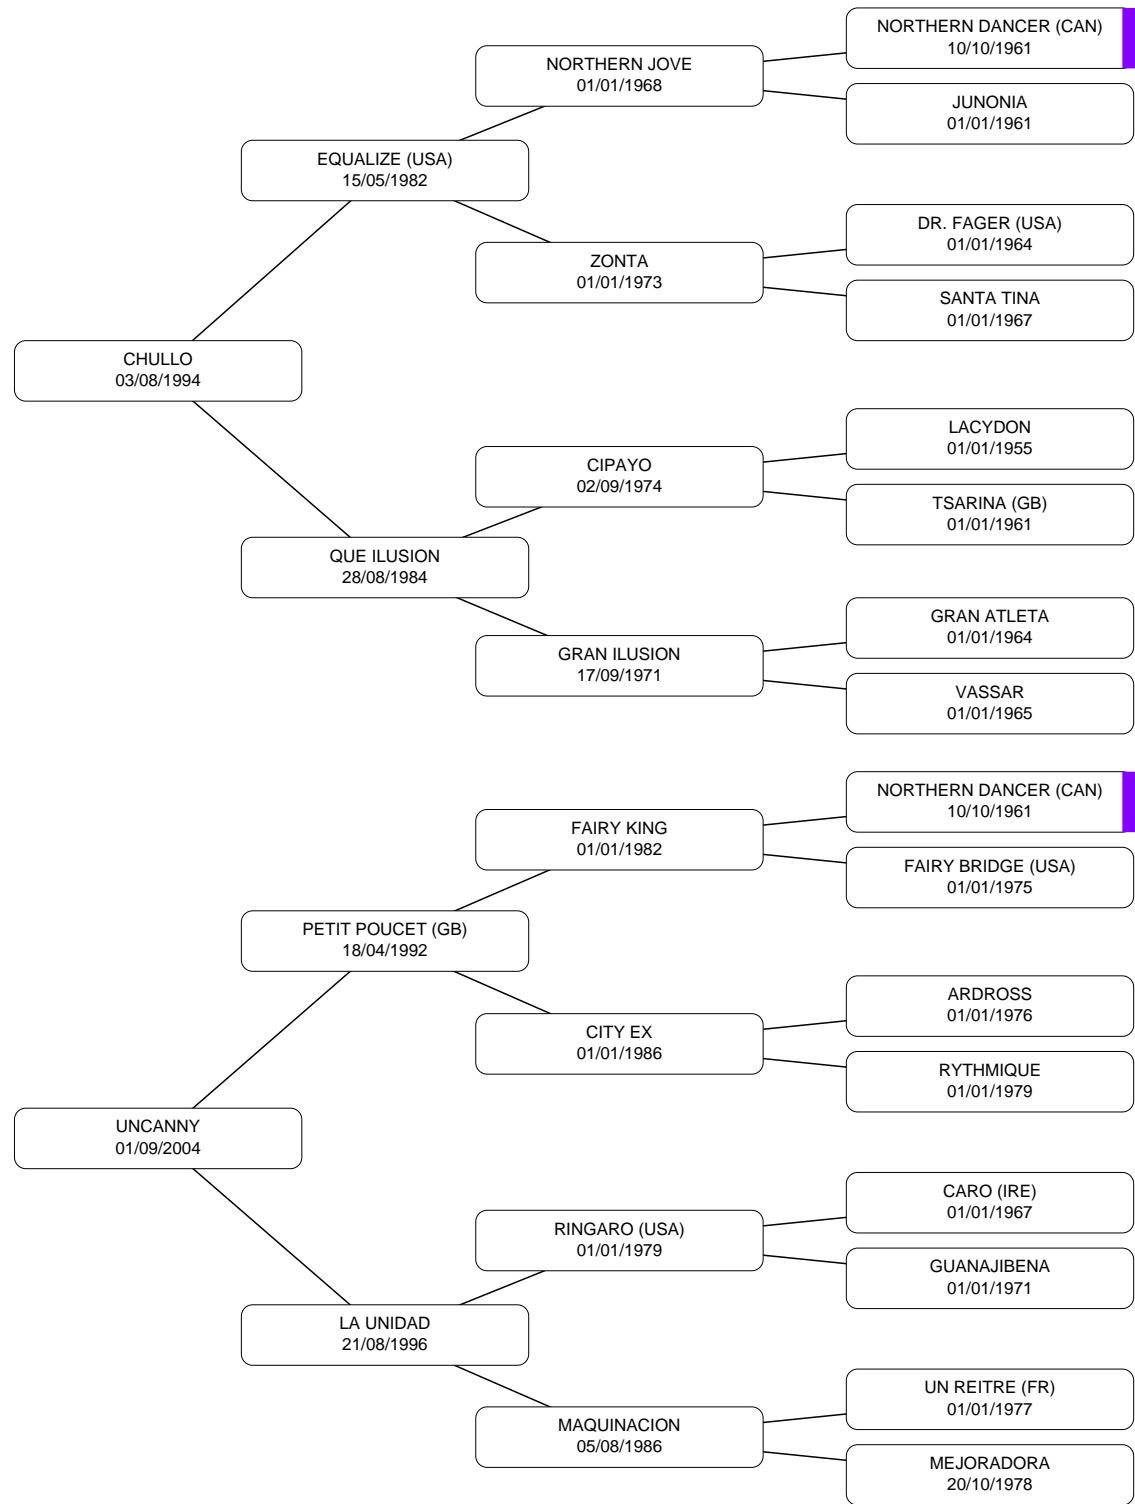 NORTHERN DANCER (CAN)
10/10/1961
NORTHERN JOVE
01/01/1968
JUNONIA
01/01/1961
EQUALIZE (USA)
15/05/1982
DR. FAGER (USA)
01/01/1964
ZONTA
01/01/1973
SANTA TINA
01/01/1967
CHULLO
03/08/1994
LACYDON
01/01/1955
CIPAYO
02/09/1974
TSARINA (GB)
01/01/1961
QUE ILUSION
28/08/1984
GRAN ATLETA
01/01/1964
GRAN ILUSION
17/09/1971
VASSAR
01/01/1965
NORTHERN DANCER (CAN)
10/10/1961
FAIRY KING
01/01/1982
FAIRY BRIDGE (USA)
01/01/1975
PETIT POUCET (GB)
18/04/1992
ARDROSS
01/01/1976
CITY EX
01/01/1986
RYTHMIQUE
01/01/1979
UNCANNY
01/09/2004
CARO (IRE)
01/01/1967
RINGARO (USA)
01/01/1979
GUANAJIBENA
01/01/1971
LA UNIDAD
21/08/1996
UN REITRE (FR)
01/01/1977
MAQUINACION
05/08/1986
MEJORADORA
20/10/1978